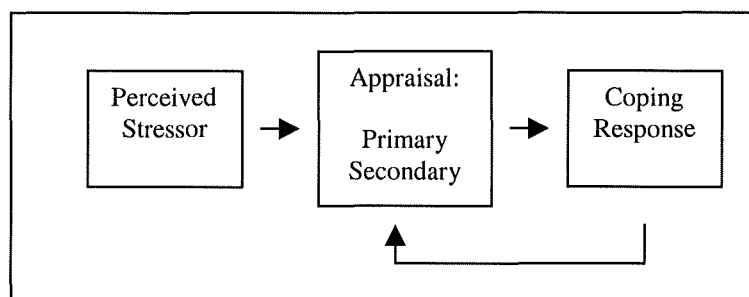 Perceived
Stressor
Appraisal:
Primary
Secondary
Coping
Response